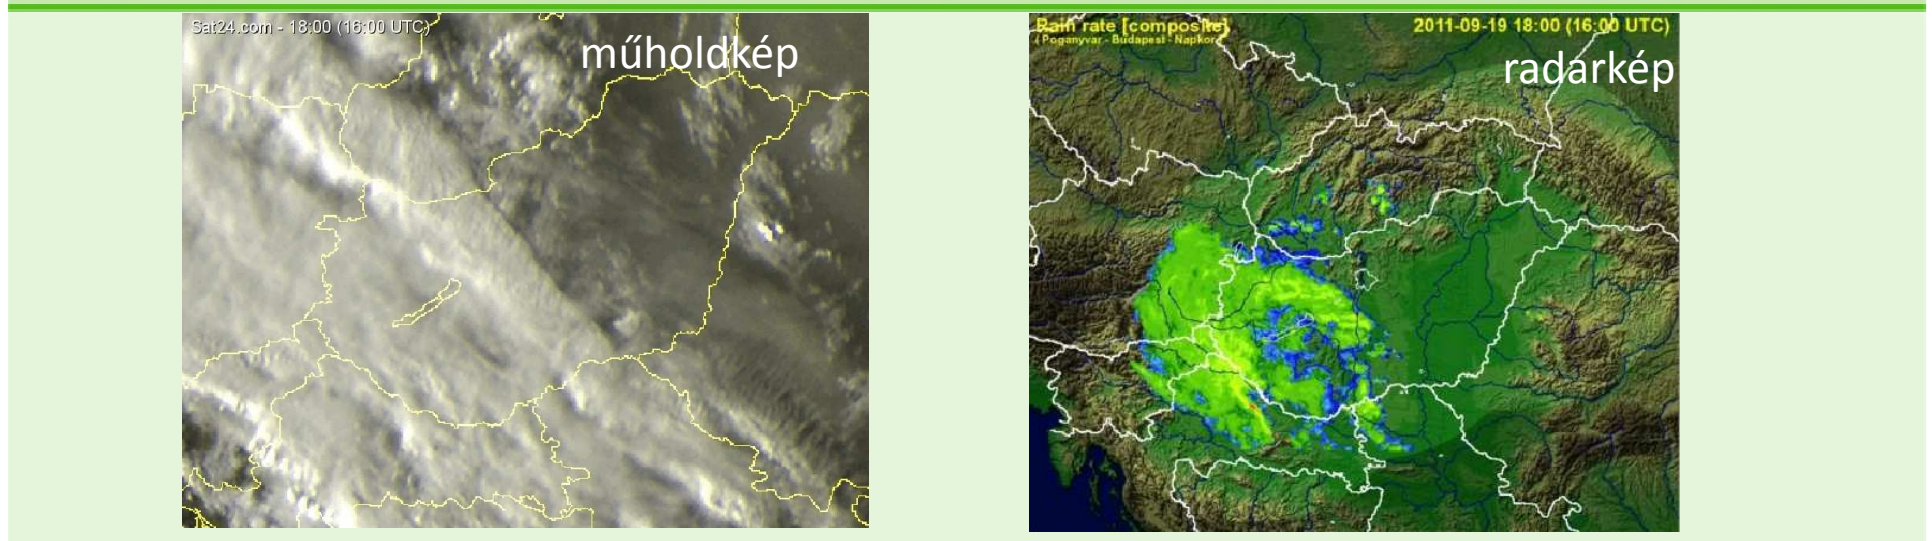 Sat24.com - 18:00 (16:00 UTC)
műholdkép
Rain rate [composite]
2011-09-19 18:00 (16:00 UTC)
(Poganyvar - Budapest - Napkor)
radarkép